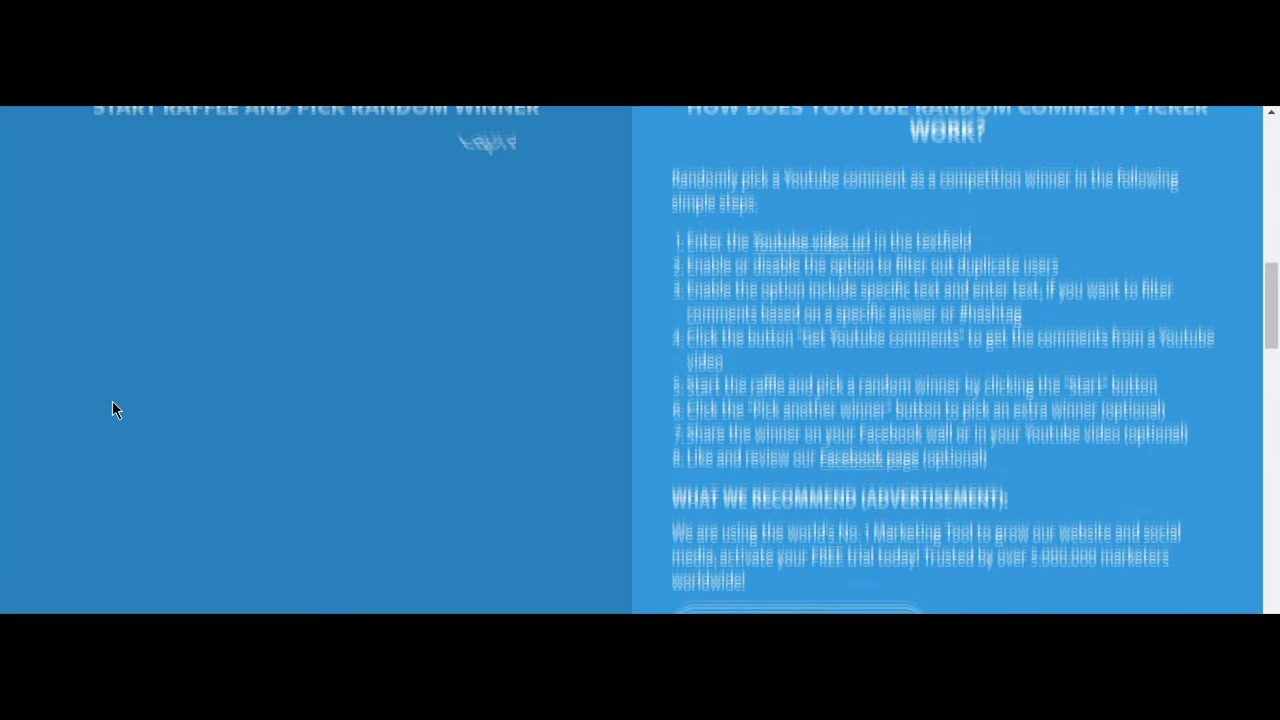 START RAFFLE AND PICK RANDOM WINNER
HOW DOES YOUTUBE RANDOM COMMENT PICKER
WORK?
Randomly pick a Youtube comment as a competition winner in the following
simple steps:
1. Enter the Youtube video url in the textfield
2. Enable or disable the option to filter out duplicate users
3. Enable the option include specific text and enter text, if you want to filter
comments based on a specific answer or #hashtag
4. Click the button "Get Youtube comments" to get the comments from a Youtube
video
5. Start the raffle and pick a random winner by clicking the "Start" button
6. Click the "Pick another winner" button to pick an extra winner (optional)
7. Share the winner on your Facebook wall or in your Youtube video (optional)
8. Like and review our Facebook page (optional)
WHAT WE RECOMMEND (ADVERTISEMENT):
We are using the world's No. 1 Marketing Tool to grow our website and social
media, activate your FREE trial today! Trusted by over 5.000.000 marketers
worldwide!